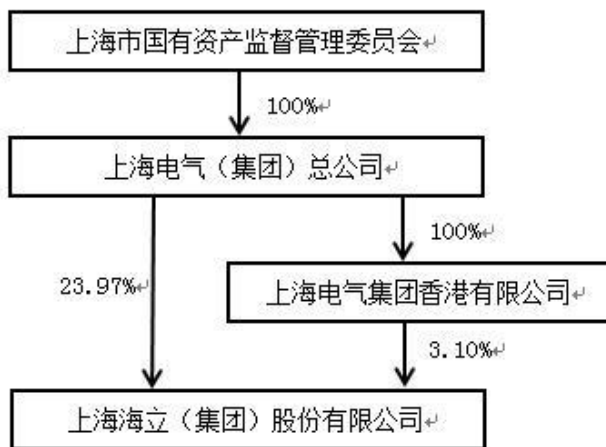 上海市国有资产监督管理委员会↵
100%↵
上海电气（集团）总公司↵
100%↵
23.97%↵
上海电气集团香港有限公司↵
3.10%↵
上海海立（集团）股份有限公司↵